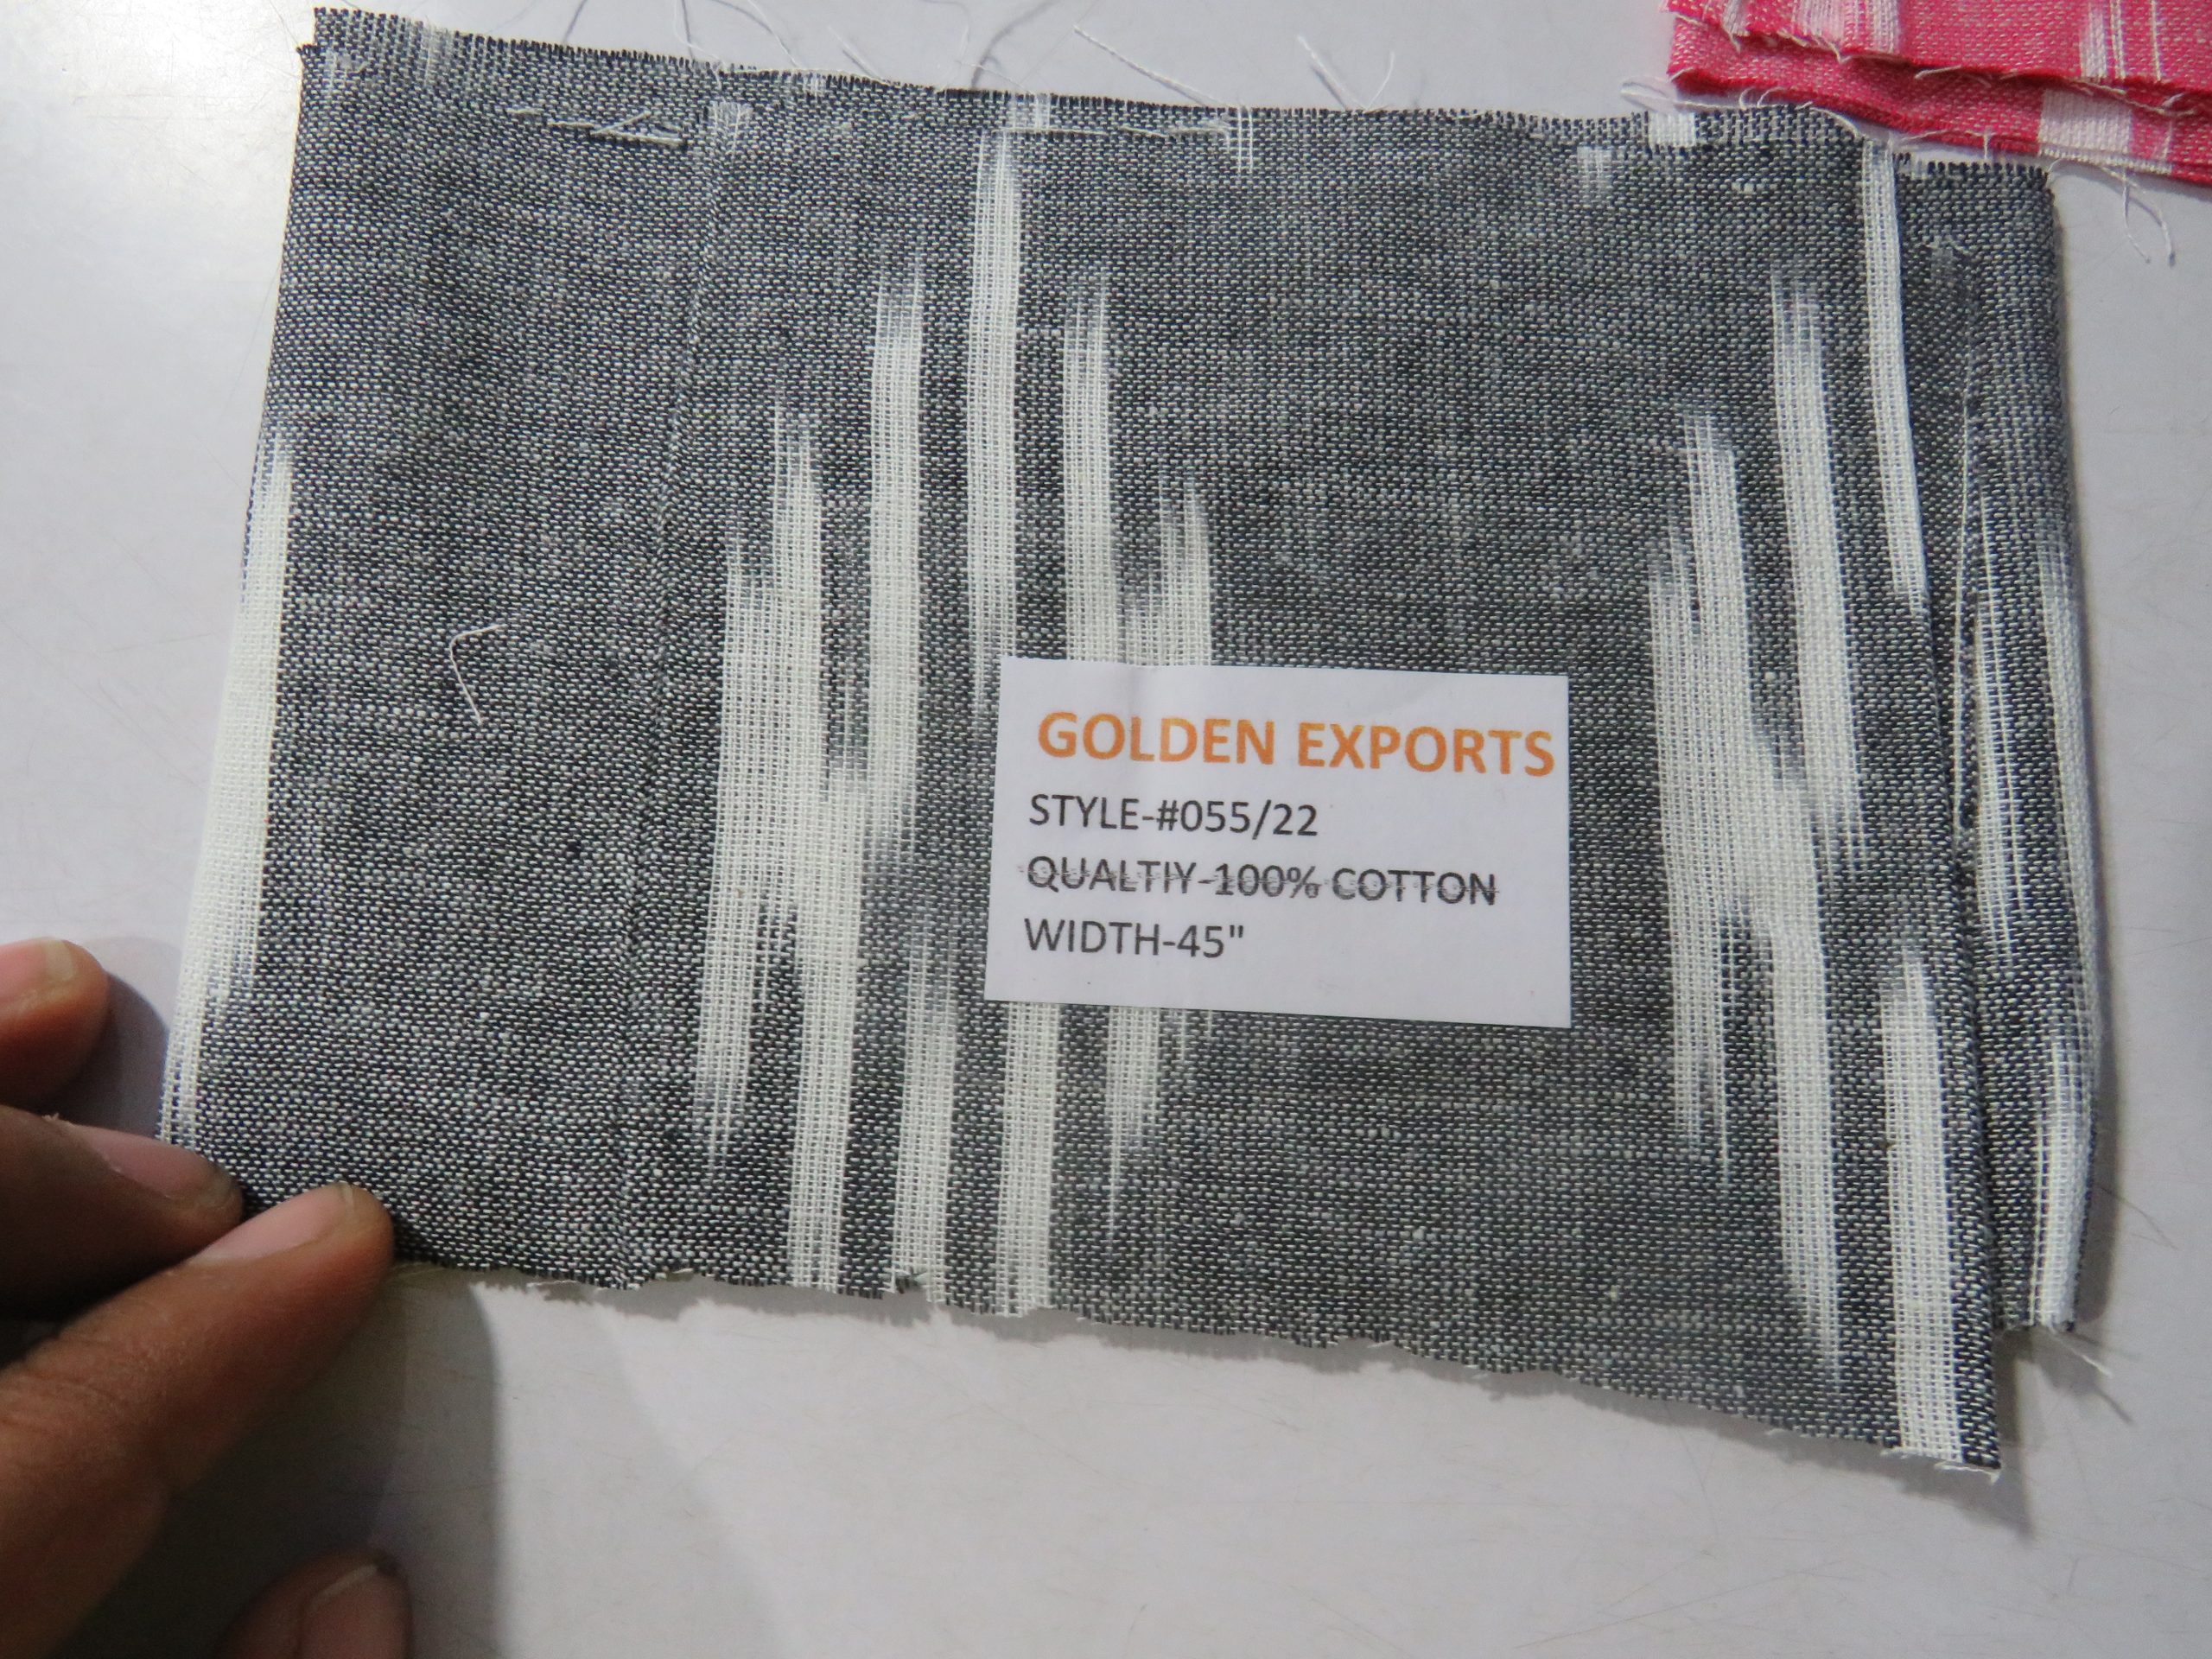 GOLDEN EXPORTS
STYLE-#055/22
QUALTIY-100% COTTON
WIDTH-45"